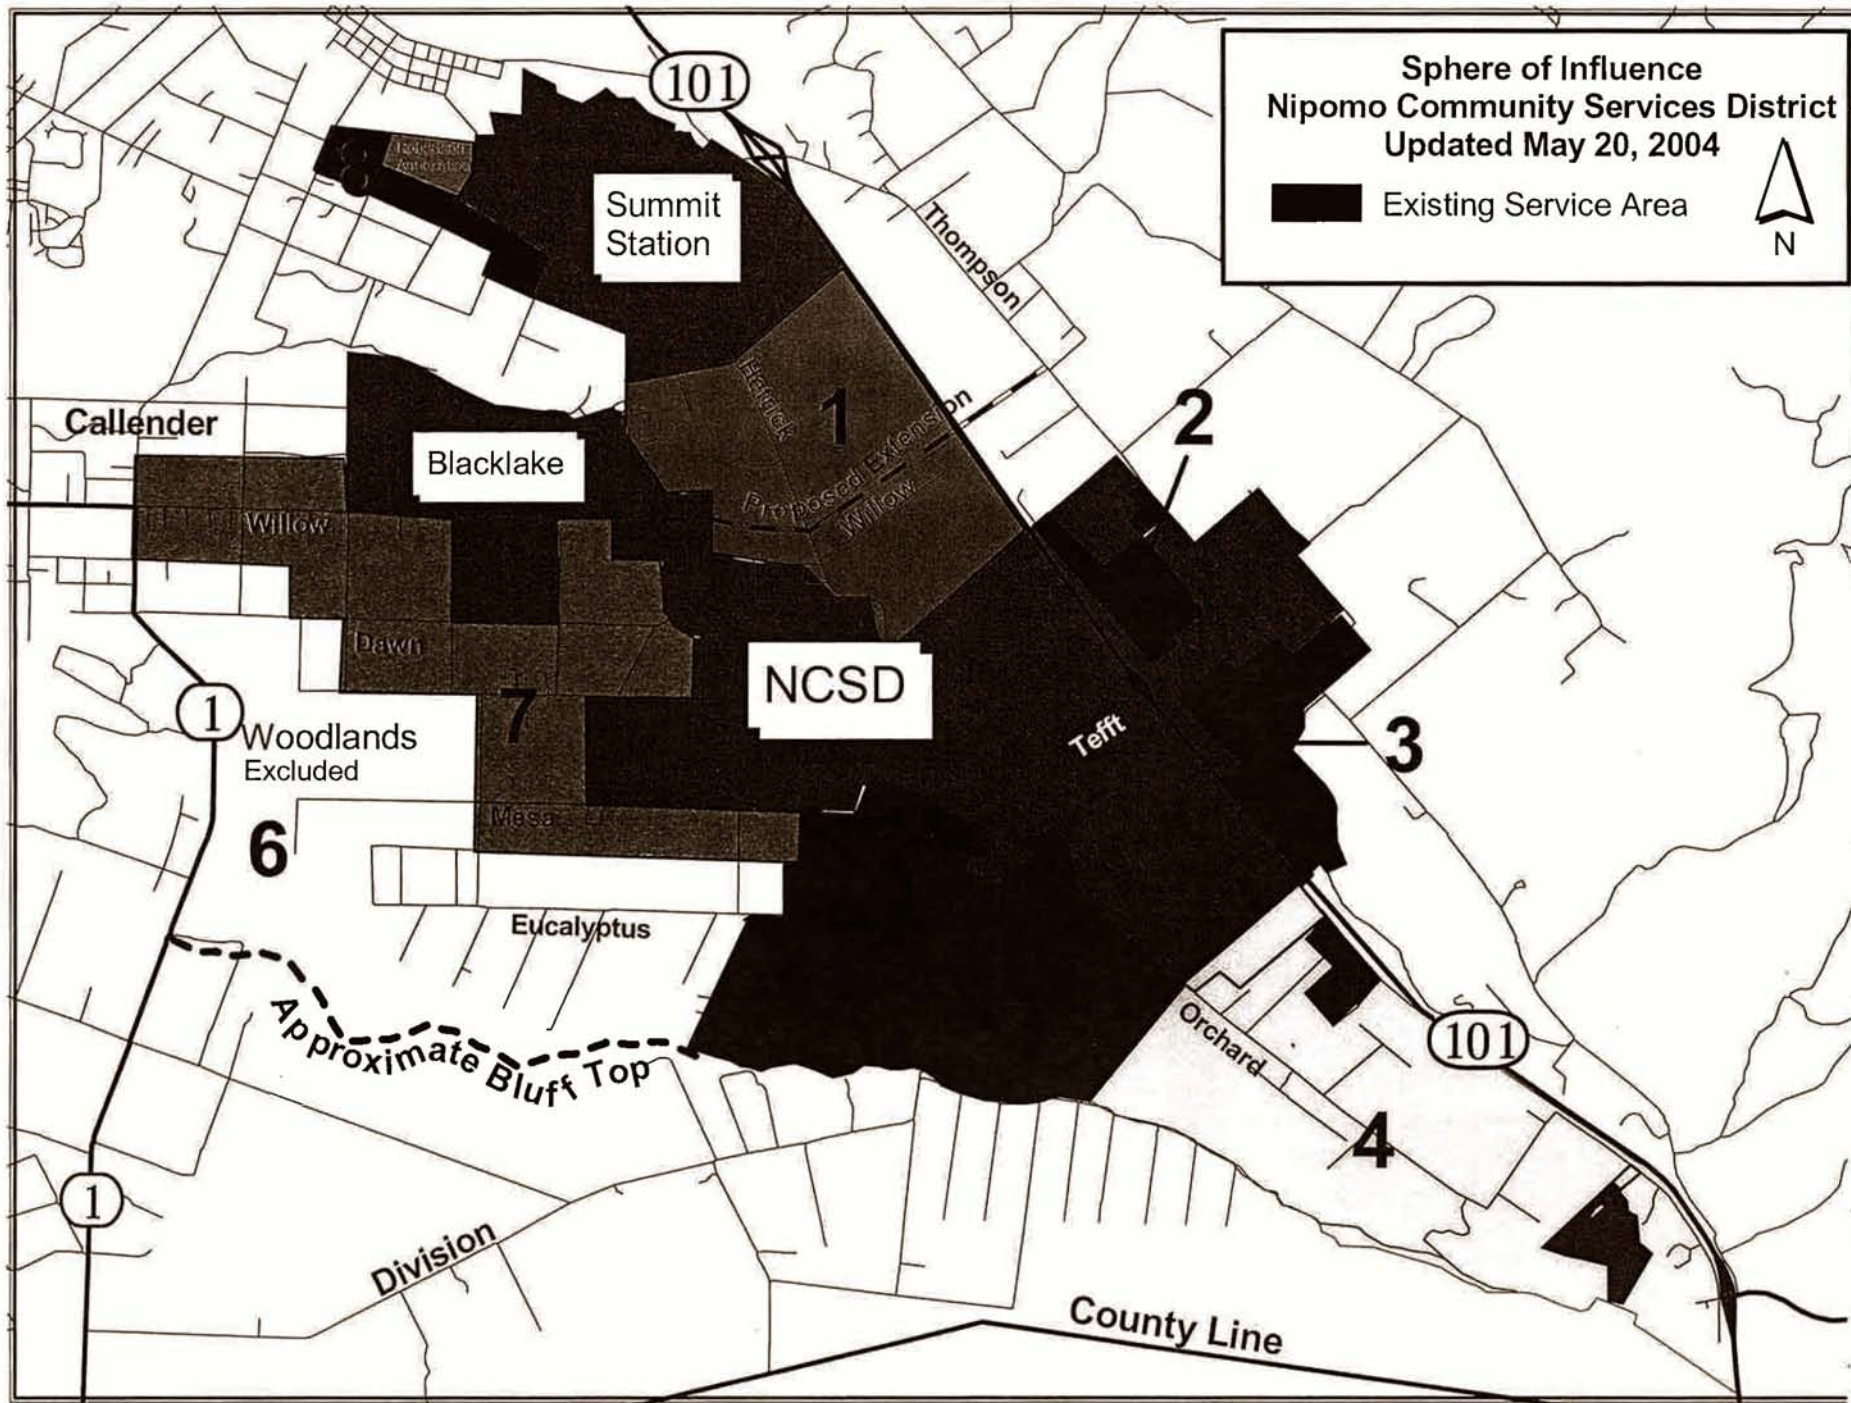 Sphere of Influence
Nipomo Community Services District
Updated May 20, 2004
Existing Service Area
N
101
Summit
Station
Thompson
Hetrick
1
2
Callender
Blacklake
Proposed Extension
Willow
Willow
Dawn
NCSD
7
1
Woodlands
Excluded
Tefft
3
Mesa
6
Eucalyptus
Approximate Bluff Top
Orchard
101
4
1
Division
County Line